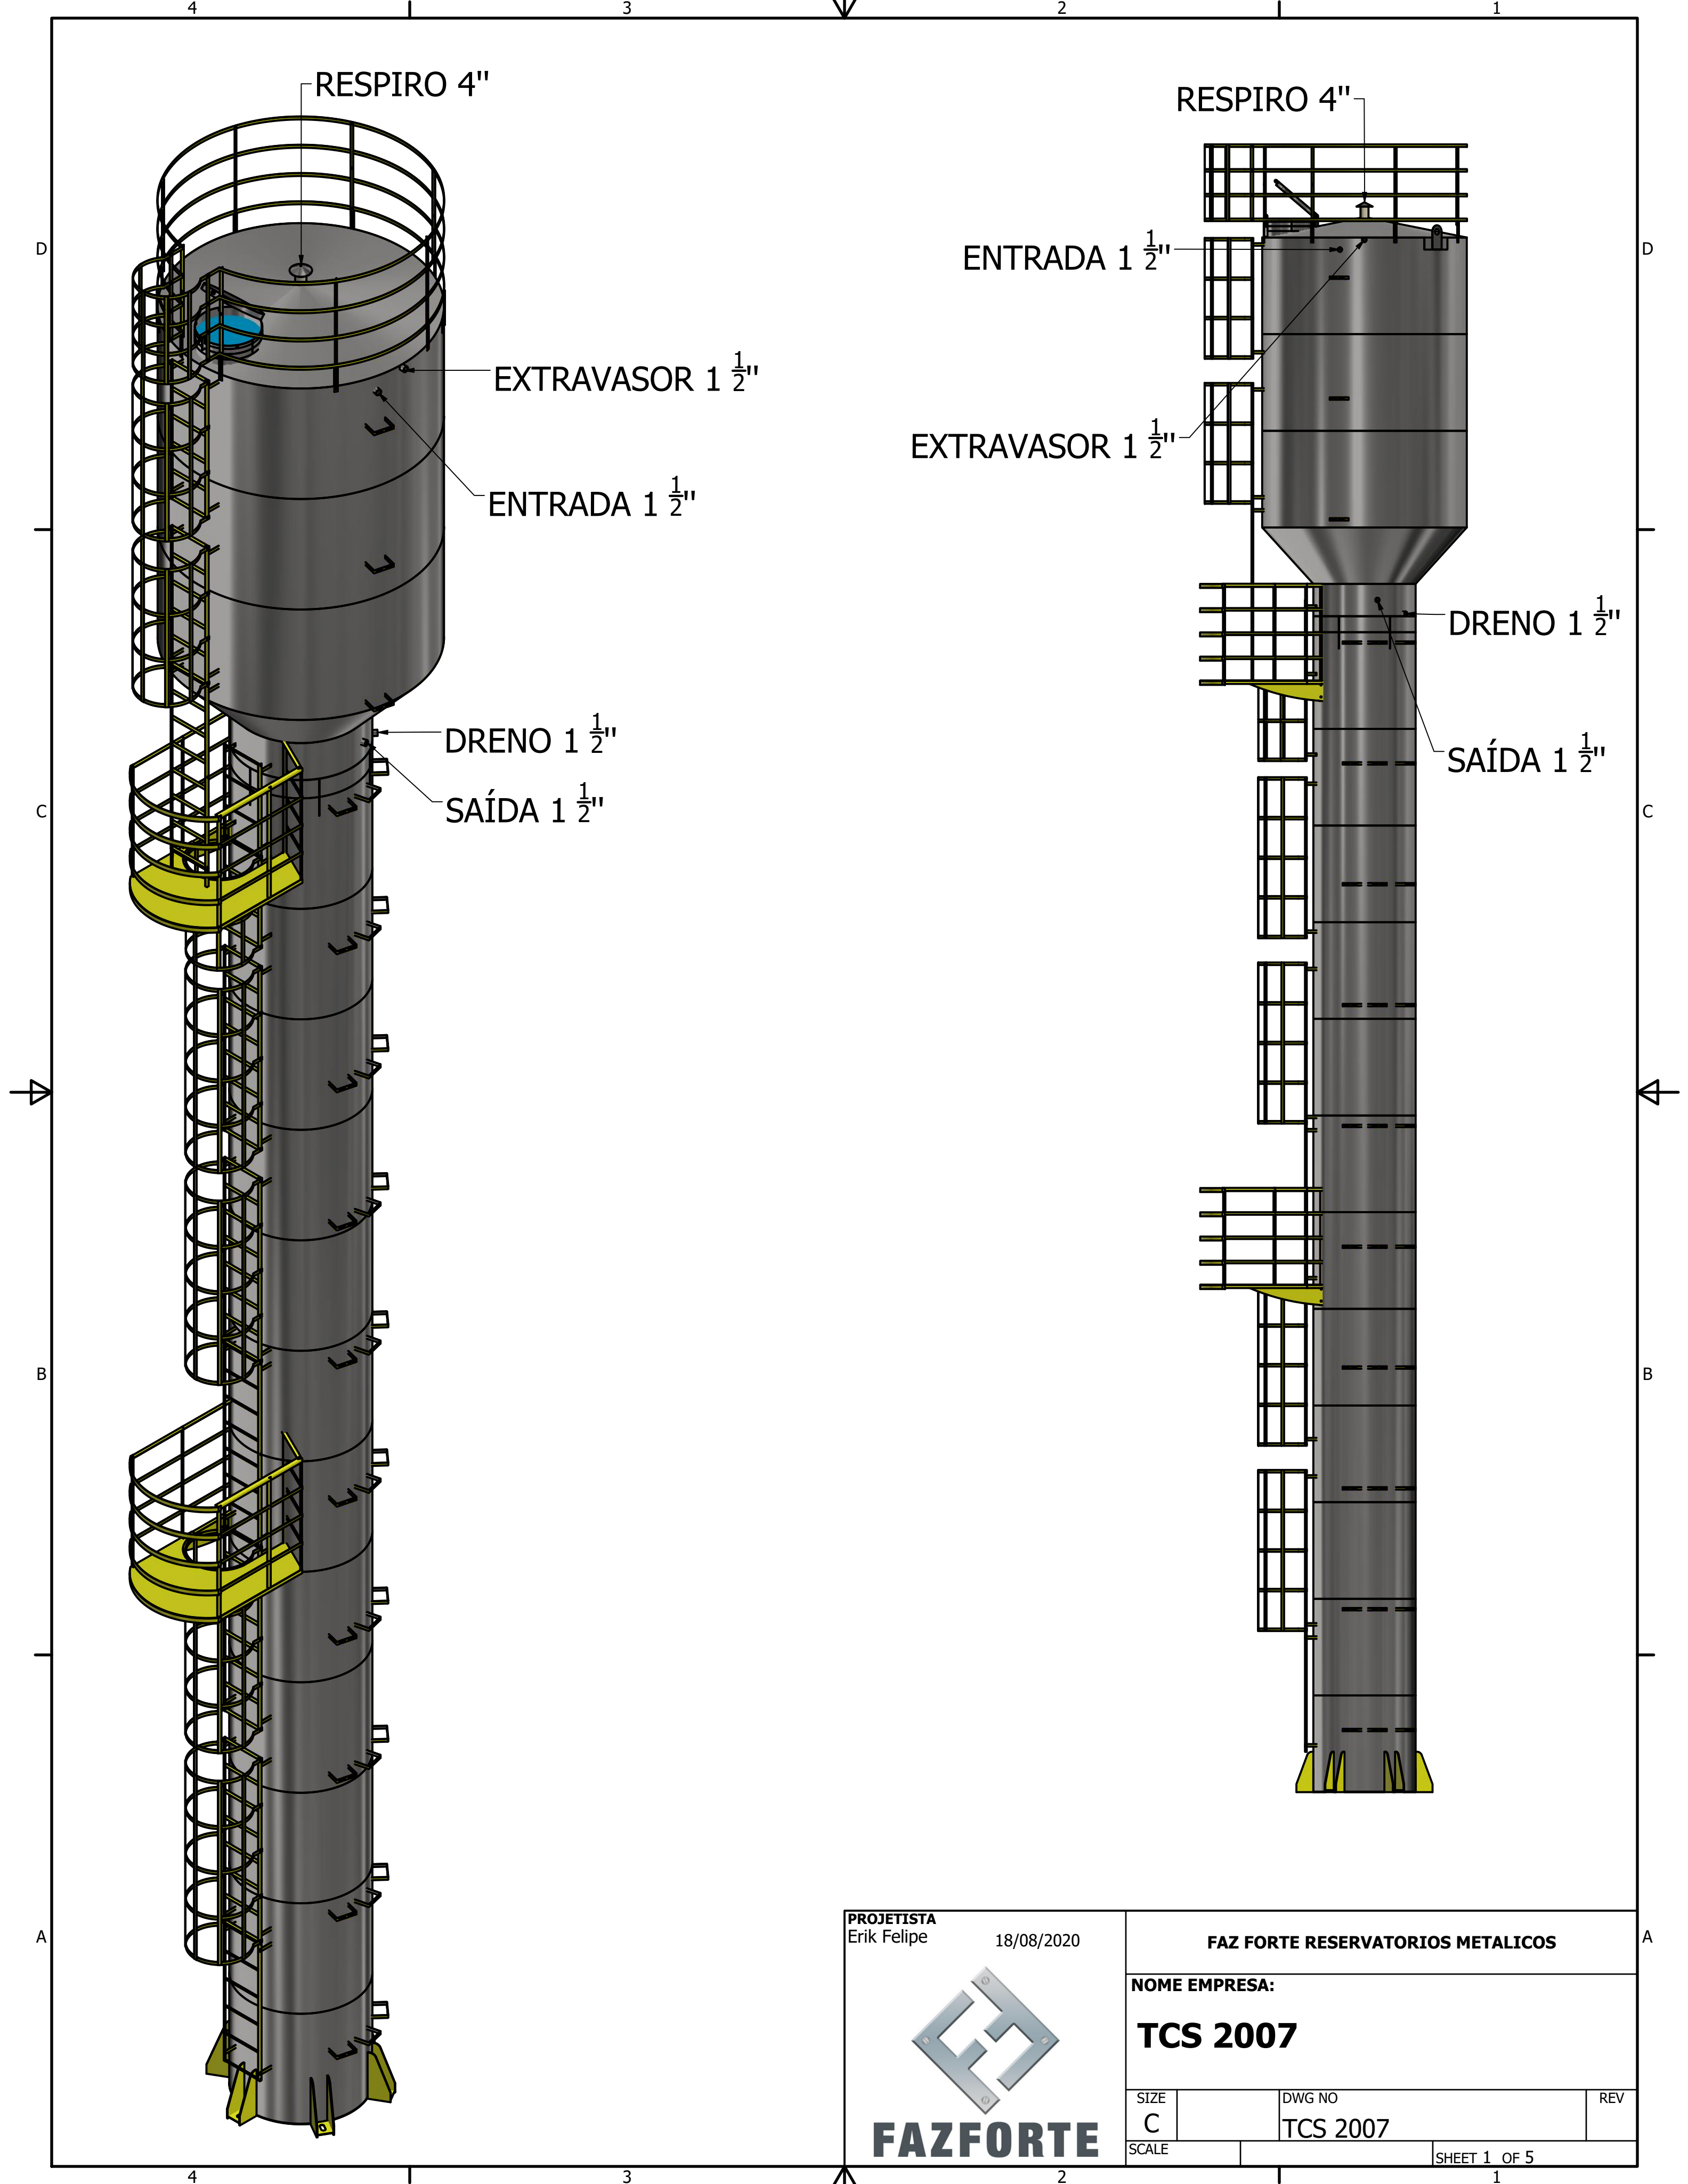 4 3 2 1
RESPIRO 4"
RESPIRO 4"
D D
ENTRADA 1 1/2"
EXTRAVASOR 1 1/2"
EXTRAVASOR 1 1/2"
ENTRADA 1 1/2"
DRENO 1 1/2"
DRENO 1 1/2"
SAÍDA 1 1/2"
SAÍDA 1 1/2"
C C
B B
A A
PROJETISTA
Erik Felipe 18/08/2020
FAZFORTE
FAZ FORTE RESERVATORIOS METALICOS
NOME EMPRESA:
TCS 2007
SIZE
C
DWG NO
TCS 2007
REV
SCALE
SHEET 1 OF 5
4 3 2 1